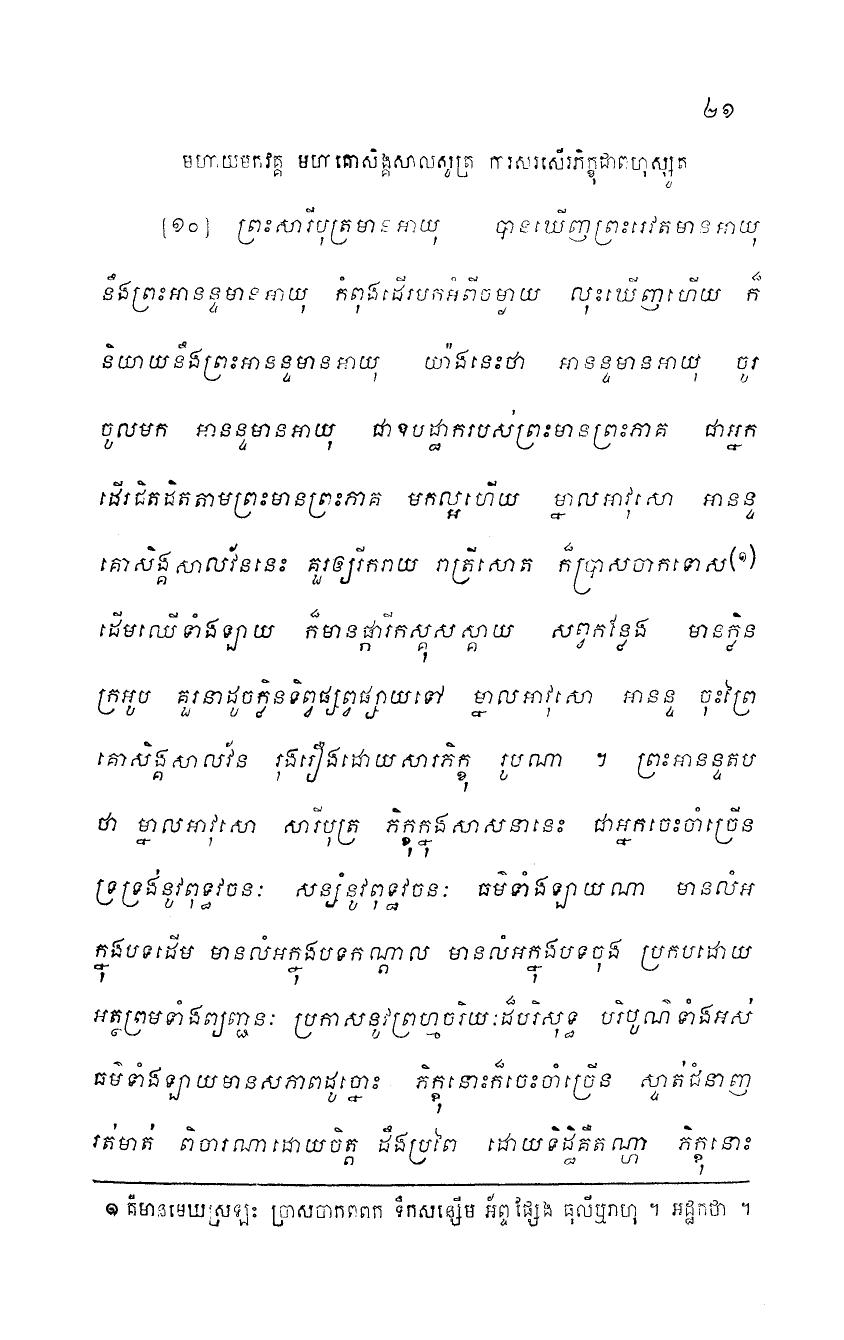 ២១
មហាយមកវគ្គ មហាគោសិង្គសាលសូត្រ ការសរសើរភិក្ខុជាពហុស្សូត
[១០] ព្រះសារីបុត្រមានអាយុ បានឃើញព្រះរេវតមានអាយុ
នឹងព្រះអានន្ទមានអាយុ កំពុងដើរបកអំពីចម្ងាយ លុះឃើញហើយ ក៏
និយាយនឹងព្រះអានន្ទមានអាយុ យ៉ាងនេះថា អានន្ទមានអាយុ ចូរ
ចូលមក អានន្ទមានអាយុ ជាឧបដ្ឋាករបស់ព្រះមានព្រះភាគ ជាអ្នក
ដើរជិតដិតតាមព្រះមានព្រះភាគ មកល្អហើយ ម្នាលអាវុសោ អានន្ទ
គោសិង្គសាលវ័ននេះ គួរឲ្យរីករាយ រាត្រីសោត ក៏ប្រាសចាកទោស(១)
ដើមឈើទាំងឡាយ ក៏មានផ្ការីកស្គុសស្គាយ សព្វកន្លែង មានក្លិន
ក្រអូប គួរនាដូចក្លិនទិព្វផ្សព្វផ្សាយទៅ ម្នាលអាវុសោ អានន្ទ ចុះព្រៃ
គោសិង្គសាលវ័ន រុងរឿងដោយសារភិក្ខុ រូបណា ។ ព្រះអានន្ទតប
ថា ម្នាលអាវុសោ សារីបុត្រ ភិក្ខុក្នុងសាសនានេះ ជាអ្នកចេះចាំច្រើន
ទ្រទ្រង់នូវពុទ្ធវចនៈ សន្សំនូវពុទ្ធវចនៈ ធម៌ទាំងឡាយណា មានលំអ
ក្នុងបទដើម មានលំអក្នុងបទកណ្តាល មានលំអក្នុងបទចុង ប្រកបដោយ
អត្ថព្រមទាំងព្យញ្ជនៈ ប្រកាសនូវព្រហ្មចរិយៈដ៏បរិសុទ្ធ បរិបូណ៌ទាំងអស់
ធម៌ទាំងឡាយមានសភាពដូច្នោះ ភិក្ខុនោះក៏ចេះចាំច្រើន ស្ទាត់ជំនាញ
រត់មាត់ ពិចារណាដោយចិត្ត ដឹងប្រពៃ ដោយទិដ្ឋិគឺតណ្ហា ភិក្ខុនោះ
១ គឺមានមេឃស្រឡះ ប្រាសចាកពពក ទឹកសន្សើម អ័ព្ទ ផ្សែង ធុលីឬរាហុ ។ អដ្ឋកថា ។